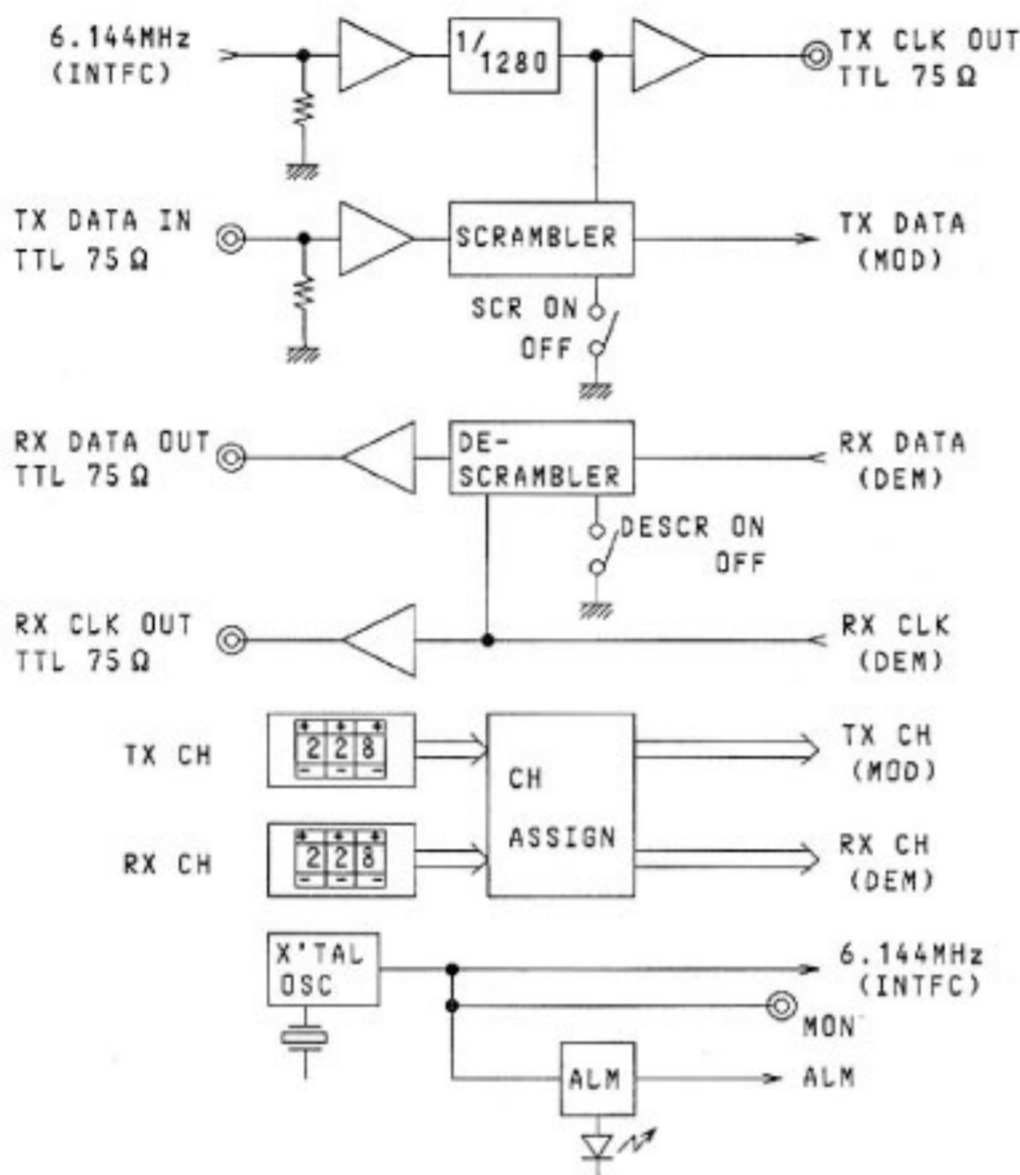 6.144MHz
(INTFC)
1/
1280
TX CLK OUT
TTL 75Ω
TX DATA IN
TTL 75Ω
SCRAMBLER
TX DATA
(MOD)
SCR ON
OFF
RX DATA OUT
TTL 75Ω
DE-
SCRAMBLER
RX DATA
(DEM)
DESCR ON
OFF
RX CLK OUT
TTL 75Ω
RX CLK
(DEM)
TX CH
+ + +
2 2 8
- - -
CH
ASSIGN
TX CH
(MOD)
RX CH
+ + +
2 2 8
- - -
RX CH
(DEM)
X'TAL
OSC
6.144MHz
(INTFC)
MON
ALM
ALM